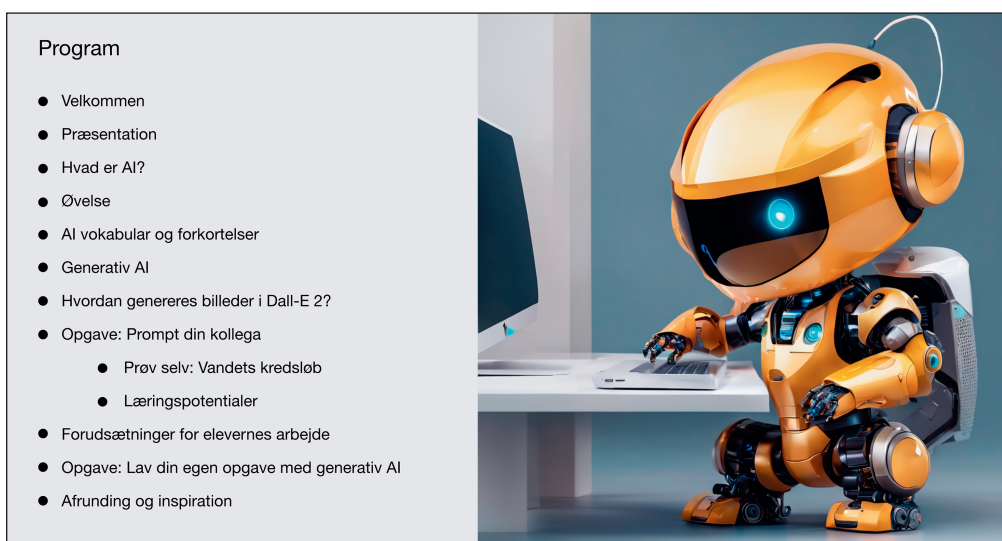 Program
Velkommen
Præsentation
Hvad er AI?
Øvelse
AI vokabular og forkortelser
Generativ AI
Hvordan genereres billeder i Dall-E 2?
Opgave: Prompt din kollega
Prøv selv: Vandets kredsløb
Læringspotentialer
Forudsætninger for elevernes arbejde
Opgave: Lav din egen opgave med generativ AI
Afrunding og inspiration